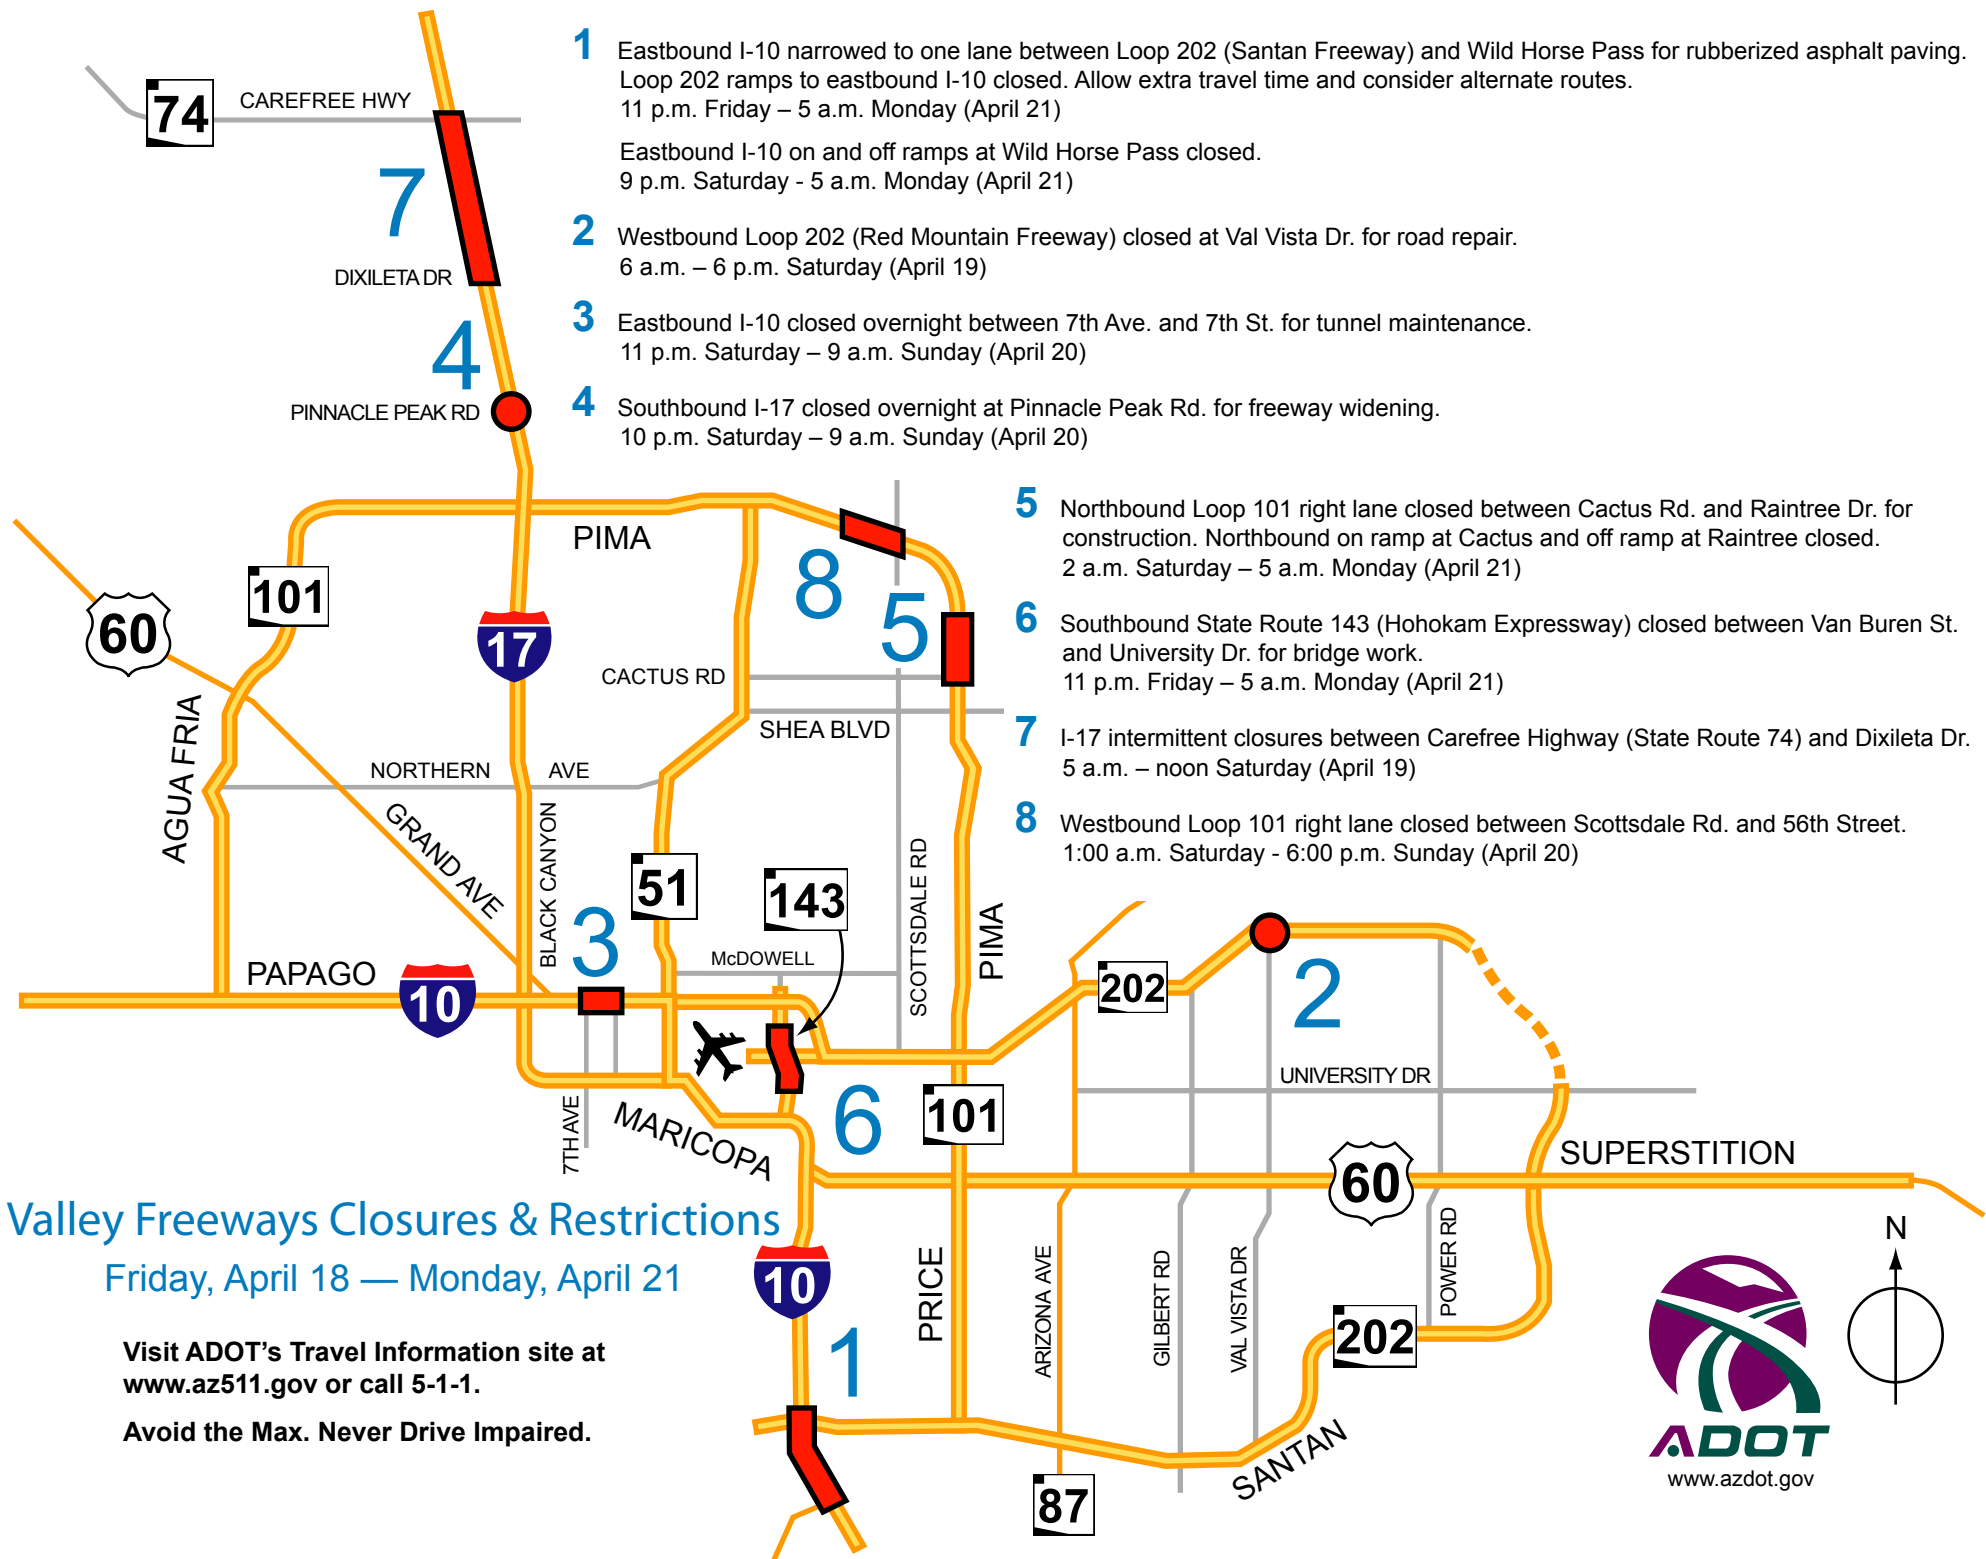 1 Eastbound I-10 narrowed to one lane between Loop 202 (Santan Freeway) and Wild Horse Pass for rubberized asphalt paving.
Loop 202 ramps to eastbound I-10 closed. Allow extra travel time and consider alternate routes.
11 p.m. Friday – 5 a.m. Monday (April 21)
Eastbound I-10 on and off ramps at Wild Horse Pass closed.
9 p.m. Saturday - 5 a.m. Monday (April 21)
2 Westbound Loop 202 (Red Mountain Freeway) closed at Val Vista Dr. for road repair.
6 a.m. – 6 p.m. Saturday (April 19)
3 Eastbound I-10 closed overnight between 7th Ave. and 7th St. for tunnel maintenance.
11 p.m. Saturday – 9 a.m. Sunday (April 20)
4 Southbound I-17 closed overnight at Pinnacle Peak Rd. for freeway widening.
10 p.m. Saturday – 9 a.m. Sunday (April 20)
5 Northbound Loop 101 right lane closed between Cactus Rd. and Raintree Dr. for
construction. Northbound on ramp at Cactus and off ramp at Raintree closed.
2 a.m. Saturday – 5 a.m. Monday (April 21)
6 Southbound State Route 143 (Hohokam Expressway) closed between Van Buren St.
and University Dr. for bridge work.
11 p.m. Friday – 5 a.m. Monday (April 21)
7 I-17 intermittent closures between Carefree Highway (State Route 74) and Dixileta Dr.
5 a.m. – noon Saturday (April 19)
8 Westbound Loop 101 right lane closed between Scottsdale Rd. and 56th Street.
1:00 a.m. Saturday - 6:00 p.m. Sunday (April 20)
74
CAREFREE HWY
7
DIXILETA DR
4
PINNACLE PEAK RD
PIMA
8
101
5
60
17
CACTUS RD
SHEA BLVD
AGUA FRIA
NORTHERN AVE
GRAND AVE
BLACK CANYON
51
143
SCOTTSDALE RD
3
PIMA
McDOWELL
PAPAGO
10
202
2
UNIVERSITY DR
101
6
7TH AVE
MARICOPA
SUPERSTITION
60
Valley Freeways Closures & Restrictions
Friday, April 18 — Monday, April 21
10
PRICE
ARIZONA AVE
GILBERT RD
VAL VISTA DR
POWER RD
N
1
202
Visit ADOT’s Travel Information site at
www.az511.gov or call 5-1-1.
Avoid the Max. Never Drive Impaired.
SANTAN
87
ADOT
www.azdot.gov